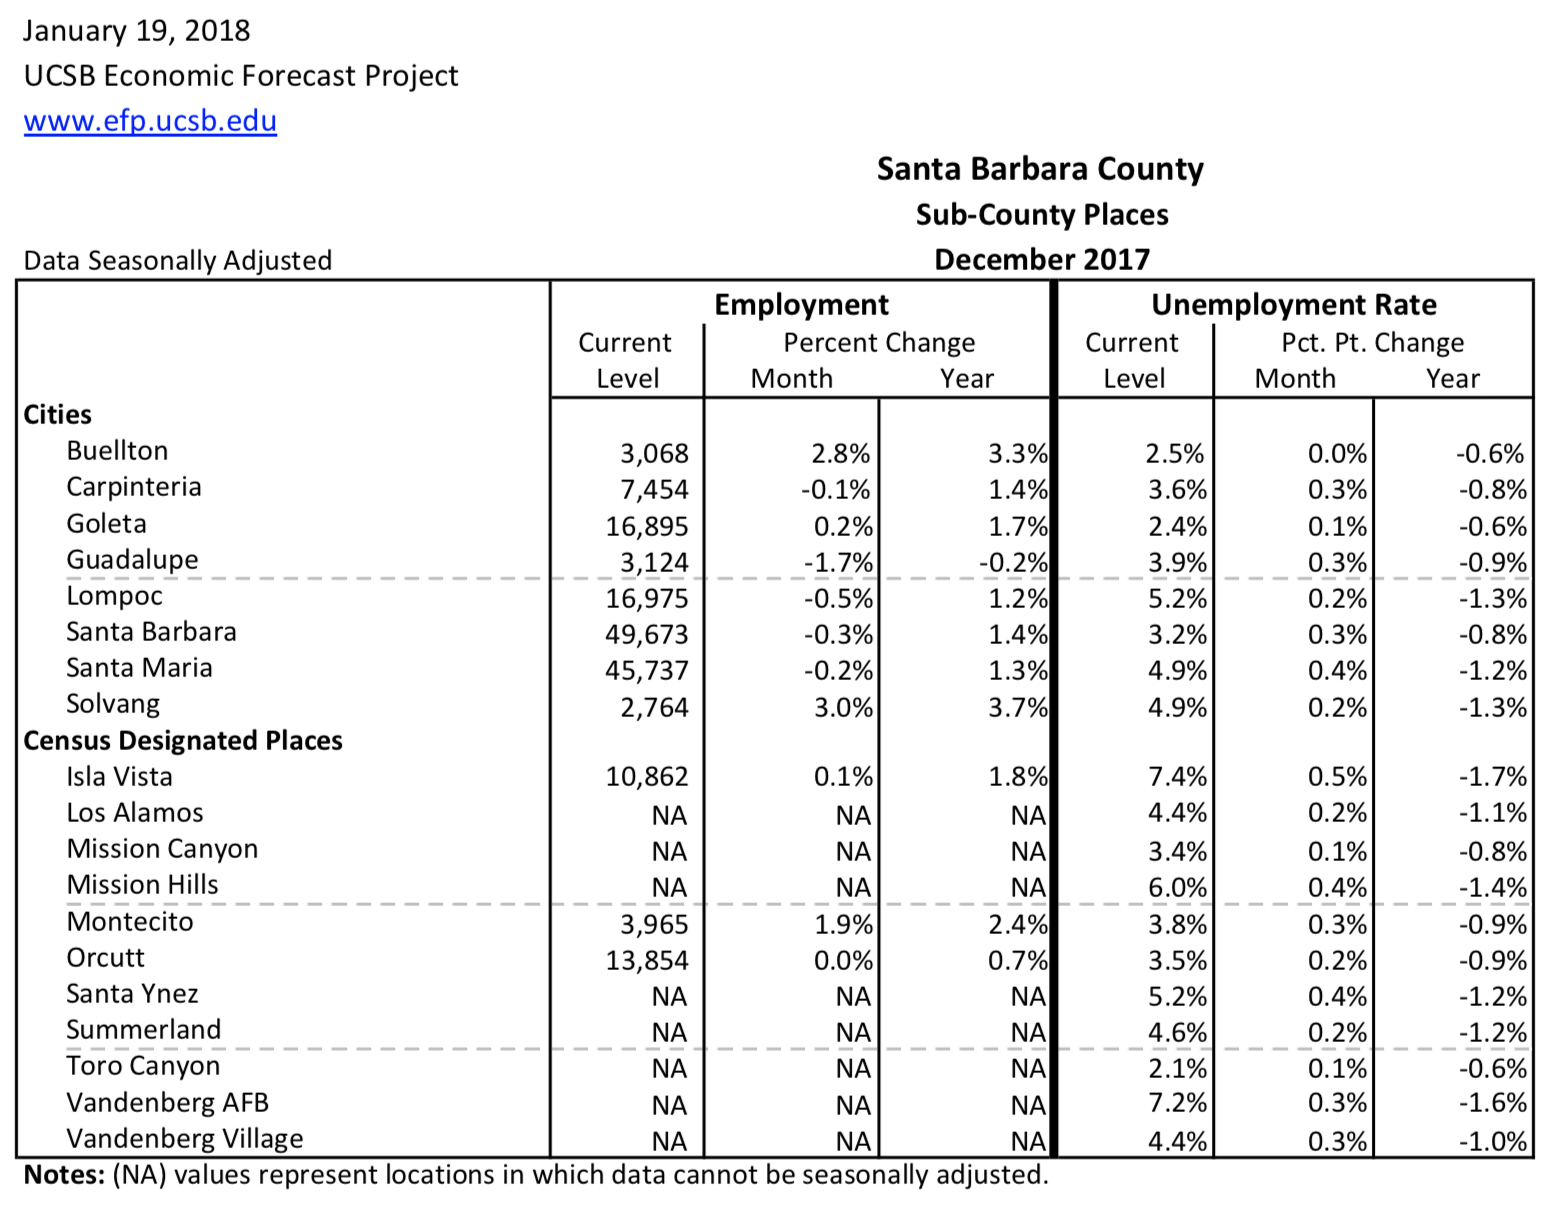 January 19, 2018
UCSB Economic Forecast Project
www.efp.ucsb.edu
Santa Barbara County
Sub-County Places
Data Seasonally Adjusted December 2017
Employment Unemployment Rate
Current Percent Change Current Pct. Pt. Change
Level Month Year Level Month Year
Cities
Buellton 3,068 2.8% 3.3% 2.5% 0.0% -0.6%
Carpinteria 7,454 -0.1% 1.4% 3.6% 0.3% -0.8%
Goleta 16,895 0.2% 1.7% 2.4% 0.1% -0.6%
Guadalupe 3,124 -1.7% -0.2% 3.9% 0.3% -0.9%
Lompoc 16,975 -0.5% 1.2% 5.2% 0.2% -1.3%
Santa Barbara 49,673 -0.3% 1.4% 3.2% 0.3% -0.8%
Santa Maria 45,737 -0.2% 1.3% 4.9% 0.4% -1.2%
Solvang 2,764 3.0% 3.7% 4.9% 0.2% -1.3%
Census Designated Places
Isla Vista 10,862 0.1% 1.8% 7.4% 0.5% -1.7%
Los Alamos NA NA NA 4.4% 0.2% -1.1%
Mission Canyon NA NA NA 3.4% 0.1% -0.8%
Mission Hills NA NA NA 6.0% 0.4% -1.4%
Montecito 3,965 1.9% 2.4% 3.8% 0.3% -0.9%
Orcutt 13,854 0.0% 0.7% 3.5% 0.2% -0.9%
Santa Ynez NA NA NA 5.2% 0.4% -1.2%
Summerland NA NA NA 4.6% 0.2% -1.2%
Toro Canyon NA NA NA 2.1% 0.1% -0.6%
Vandenberg AFB NA NA NA 7.2% 0.3% -1.6%
Vandenberg Village NA NA NA 4.4% 0.3% -1.0%
Notes: (NA) values represent locations in which data cannot be seasonally adjusted.